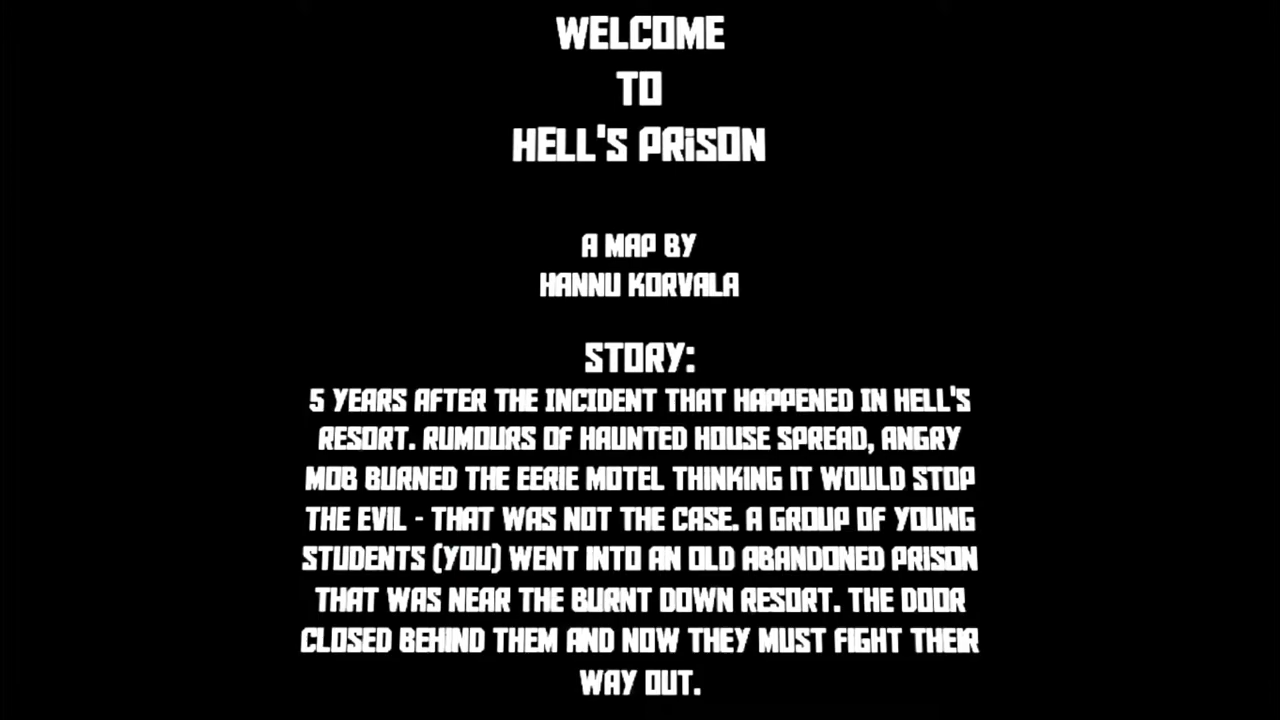 WELCOME
TO
HELL'S PRiSON
A MAP BY
HANNU KORVALA
STORY:
5 YEARS AFTER THE INCIDENT THAT HAPPENED IN HELL'S
RESORT. RUMOURS OF HAUNTED HOUSE SPREAD, ANGRY
MOB BURNED THE EERIE MOTEL THINKING IT WOULD STOP
THE EVIL - THAT WAS NOT THE CASE. A GROUP OF YOUNG
STUDENTS (YOU) WENT INTO AN OLD ABANDONED PRISON
THAT WAS NEAR THE BURNT DOWN RESORT. THE DOOR
CLOSED BEHIND THEM AND NOW THEY MUST FIGHT THEIR
WAY OUT.